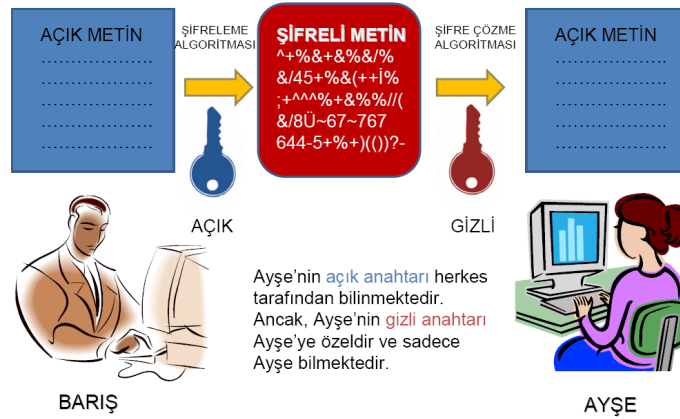 AÇIK METİN
………………….
………………….
………………….
………………….
………………….
ŞİFRELEME
ALGORİTMASI
ŞİFRELİ METİN
^+%&+&%&/%
&/45+%&(++İ%
;+^^^%+&%%//(
&/8Ü~67~767
644-5+%+)(())?-
ŞİFRE ÇÖZME
ALGORİTMASI
AÇIK METİN
………………….
………………….
………………….
………………….
………………….
AÇIK
GİZLİ
Ayşe’nin açık anahtarı herkes
tarafından bilinmektedir.
Ancak, Ayşe’nin gizli anahtarı
Ayşe’ye özeldir ve sadece
Ayşe bilmektedir.
BARIŞ
AYŞE